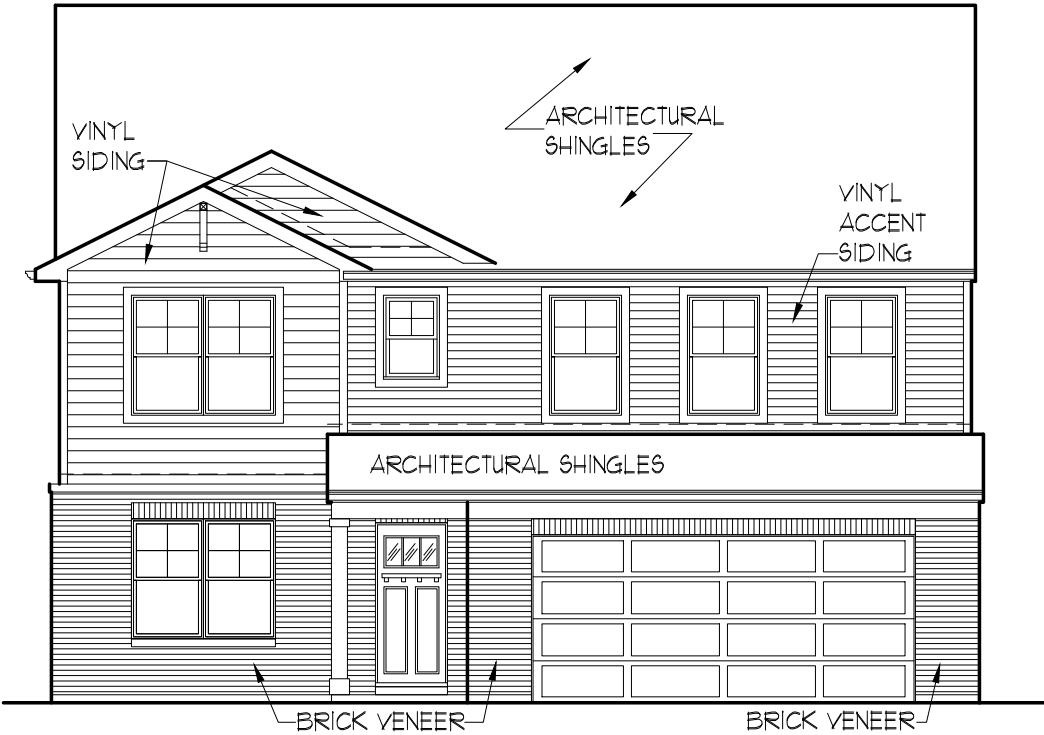 ARCHITECTURAL
SHINGLES
VINYL
SIDING
VINYL
ACCENT
SIDING
ARCHITECTURAL SHINGLES
BRICK VENEER
BRICK VENEER